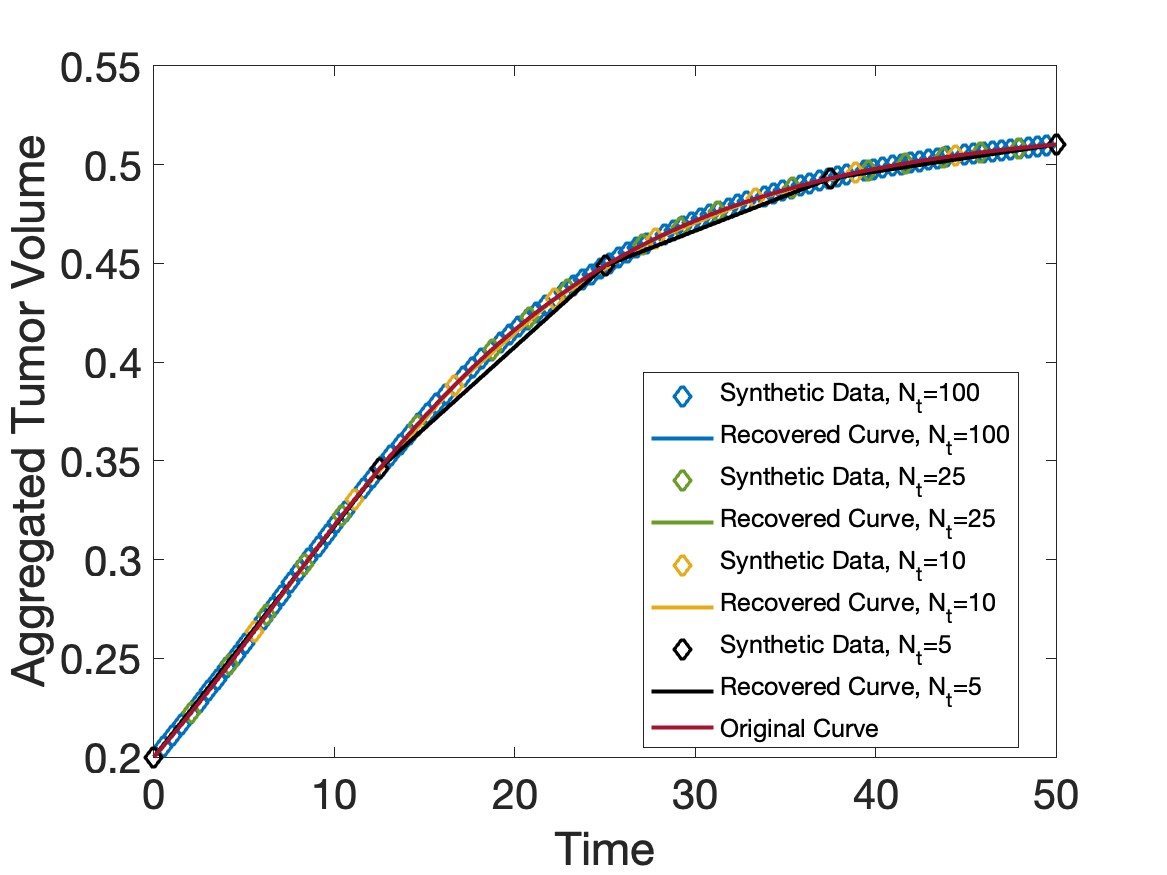 0.55
0.5
0.45
0.4
0.35
0.3
0.25
0.2
Aggregated Tumor Volume
Synthetic Data, N_t=100
Recovered Curve, N_t=100
Synthetic Data, N_t=25
Recovered Curve, N_t=25
Synthetic Data, N_t=10
Recovered Curve, N_t=10
Synthetic Data, N_t=5
Recovered Curve, N_t=5
Original Curve
0 10 20 30 40 50
Time